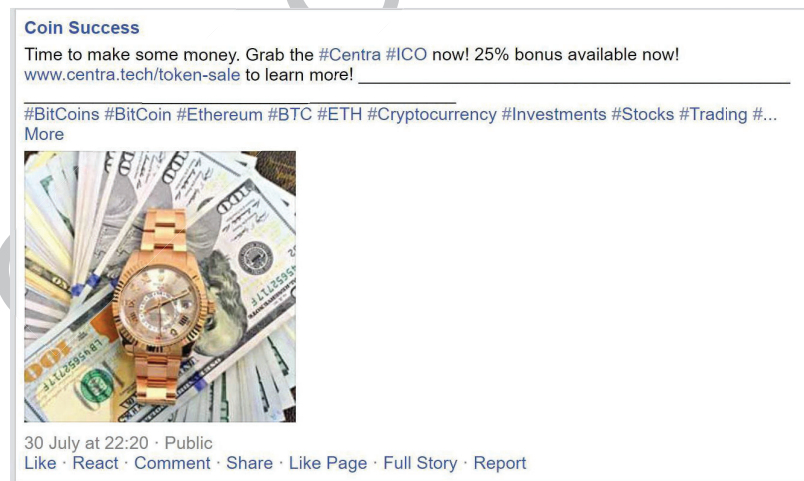 Coin Success
Time to make some money. Grab the #Centra #ICO now! 25% bonus available now!
www.centra.tech/token-sale to learn more!
#BitCoins #BitCoin #Ethereum #BTC #ETH #Cryptocurrency #Investments #Stocks #Trading #...
More
30 July at 22:20 · Public
Like · React · Comment · Share · Like Page · Full Story · Report